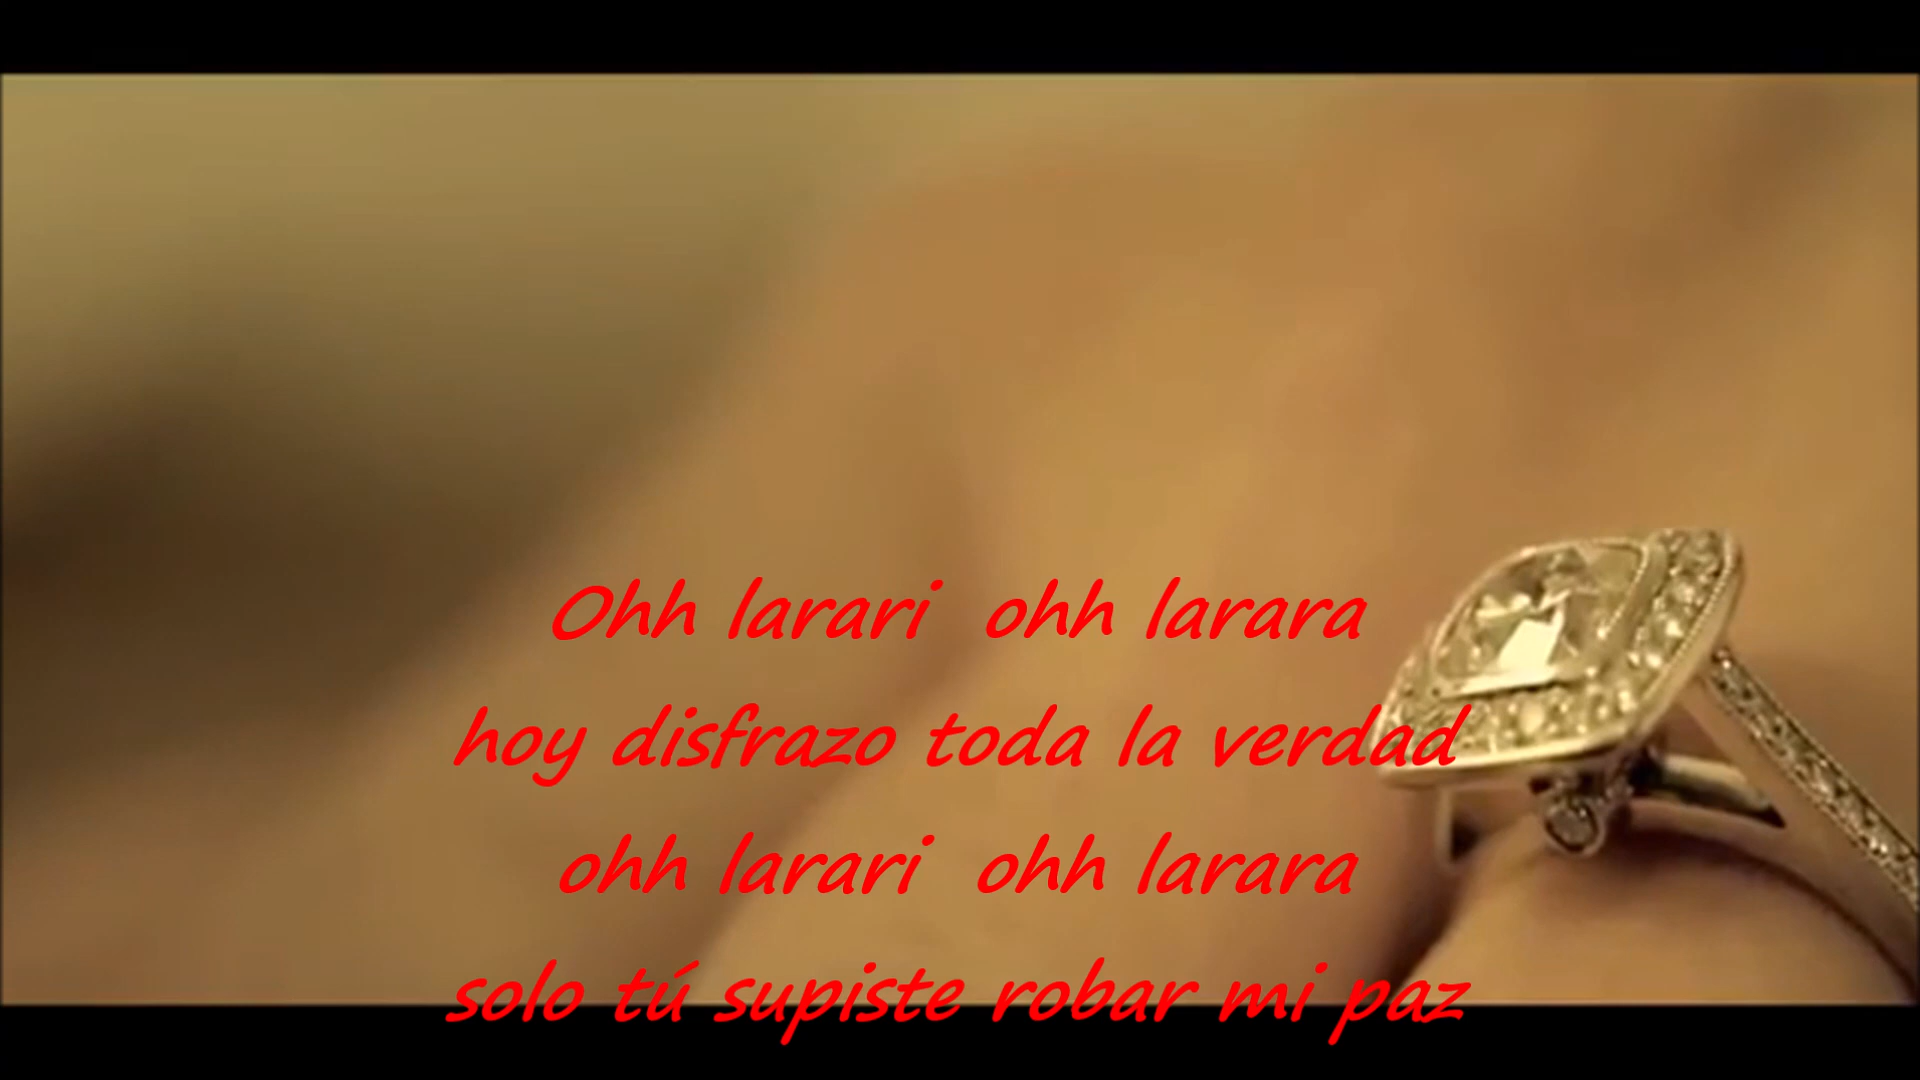 Ohh larari ohh larara
hoy disfrazo toda la verdad
ohh larari ohh larara
solo tú supiste robar mi paz